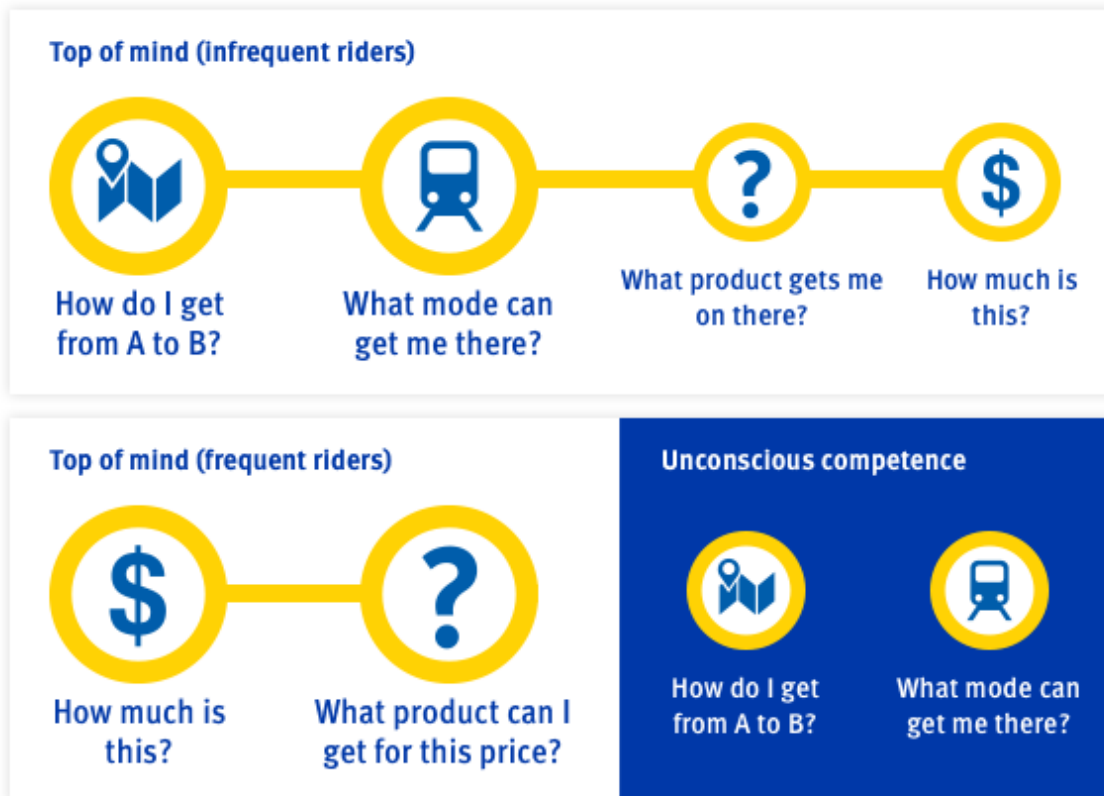 Top of mind (infrequent riders)
?
$
How do I get
from A to B?
What mode can
get me there?
What product gets me
on there?
How much is
this?
Top of mind (frequent riders)
$
?
How much is
this?
What product can I
get for this price?
Unconscious competence
How do I get
from A to B?
What mode can
get me there?